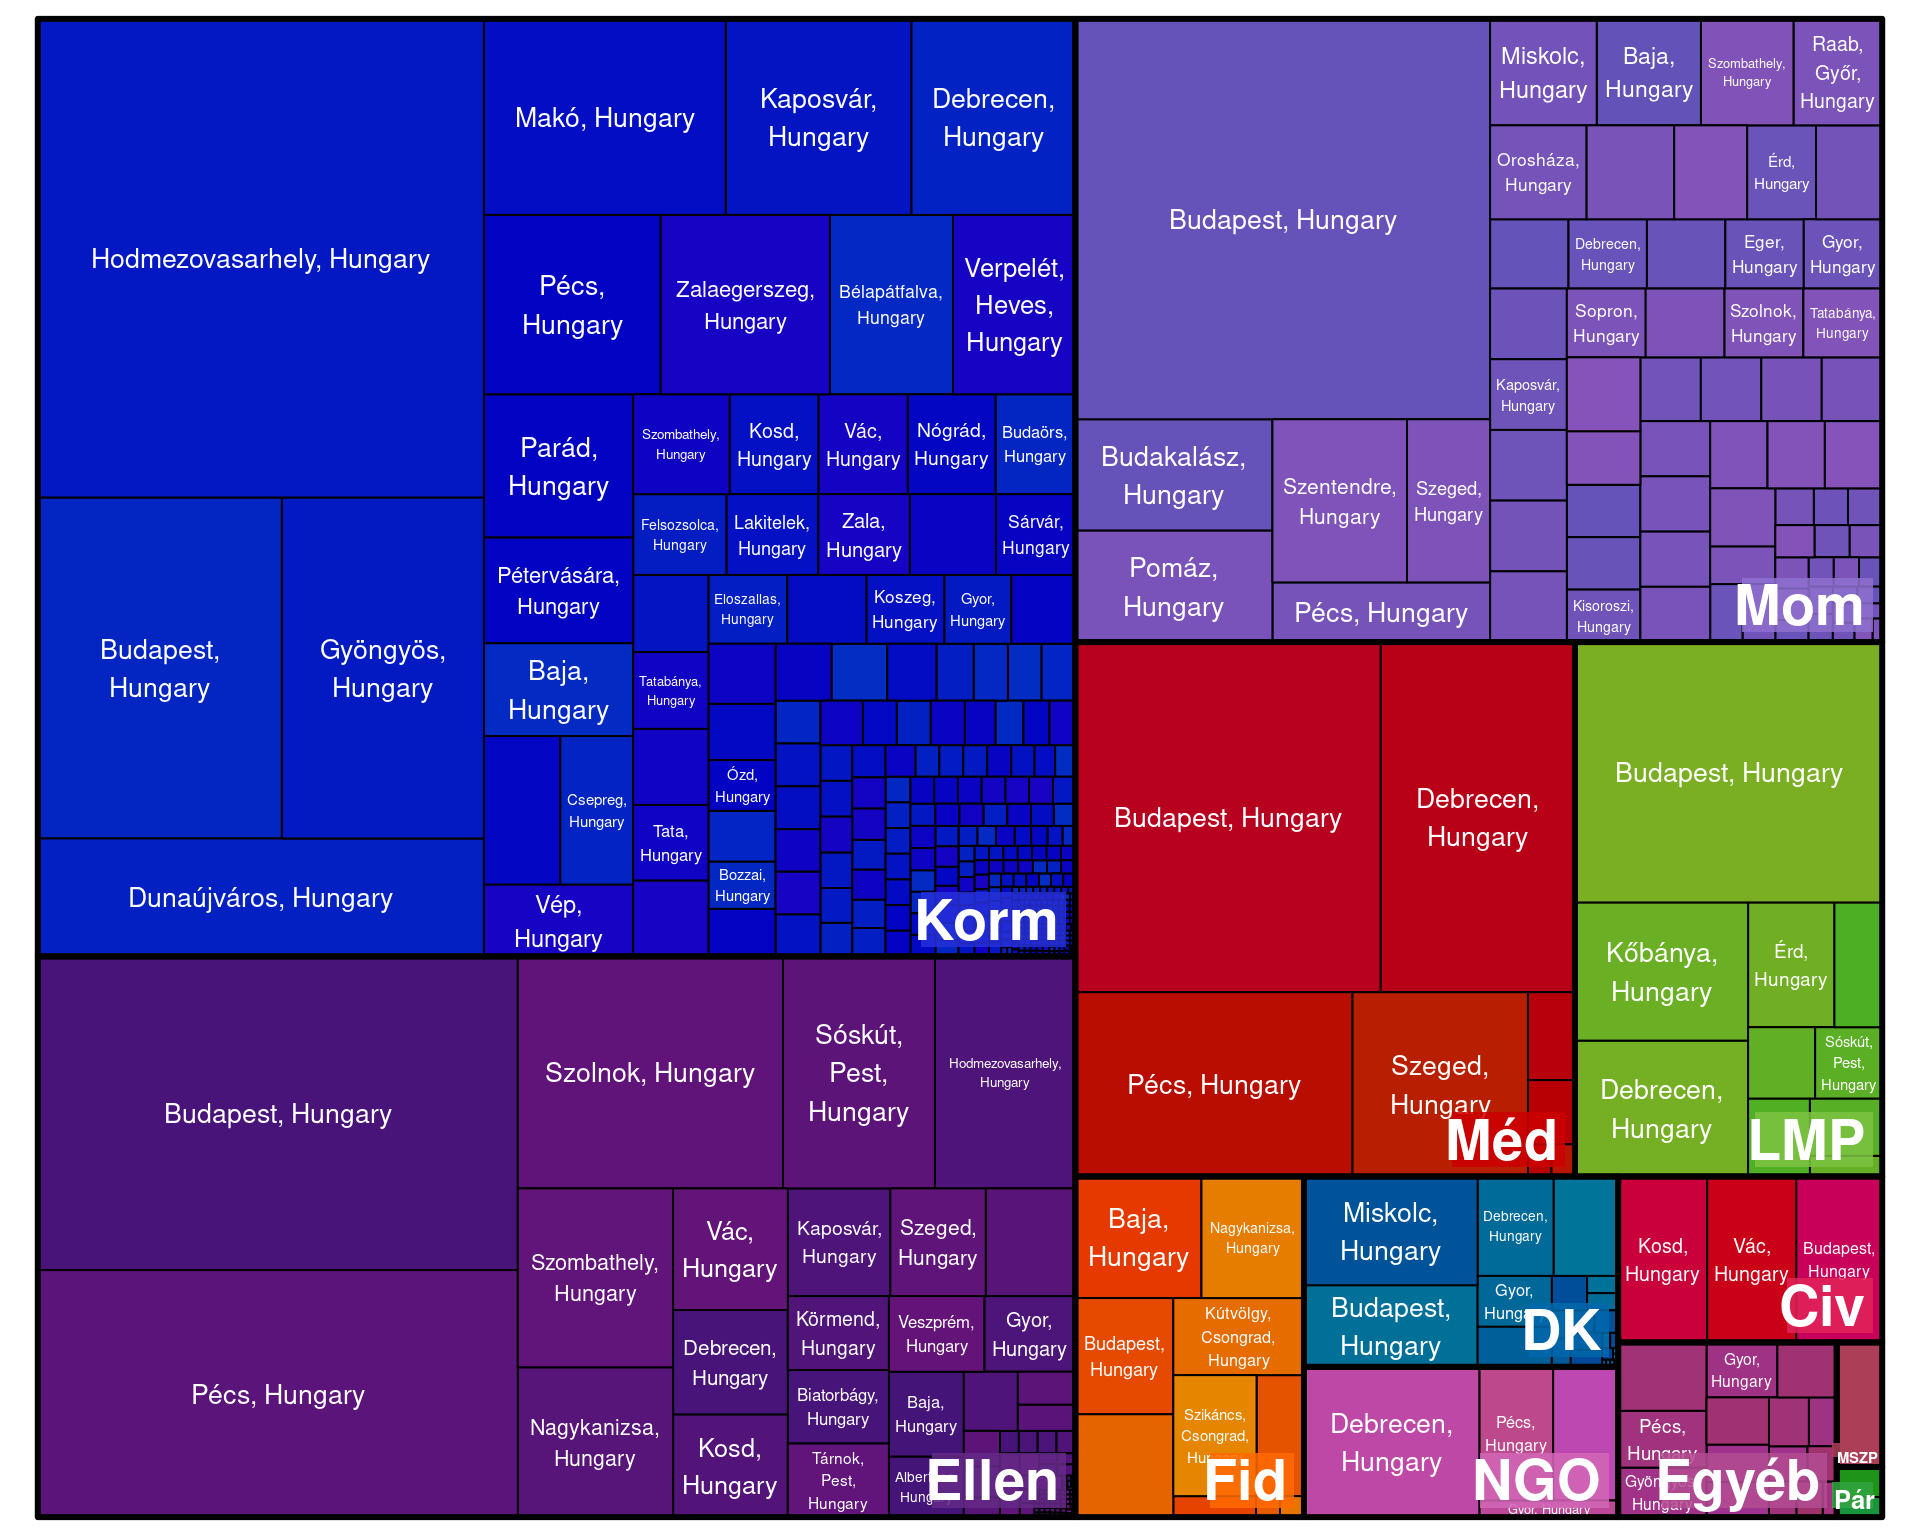 Hodmezovasarhely, Hungary
Budapest,
Hungary
Gyöngyös,
Hungary
Dunaújváros, Hungary
Makó, Hungary
Kaposvár,
Hungary
Debrecen,
Hungary
Pécs,
Hungary
Zalaegerszeg,
Hungary
Bélapátfalva,
Hungary
Verpelét,
Heves,
Hungary
Parád,
Hungary
Szombathely,
Hungary
Kosd,
Hungary
Vác,
Hungary
Nógrád,
Hungary
Budaörs,
Hungary
Felsozsolca,
Hungary
Lakitelek,
Hungary
Zala,
Hungary
Sárvár,
Hungary
Pétervására,
Hungary
Eloszallas,
Hungary
Koszeg,
Hungary
Gyor,
Hungary
Baja,
Hungary
Tatabánya,
Hungary
Ózd,
Hungary
Csepreg,
Hungary
Tata,
Hungary
Bozzai,
Hungary
Vép,
Hungary
Korm
Budapest, Hungary
Miskolc,
Hungary
Baja,
Hungary
Szombathely,
Hungary
Raab,
Győr,
Hungary
Orosháza,
Hungary
Érd,
Hungary
Debrecen,
Hungary
Eger,
Hungary
Gyor,
Hungary
Sopron,
Hungary
Szolnok,
Hungary
Tatabánya,
Hungary
Kaposvár,
Hungary
Budakalász,
Hungary
Szentendre,
Hungary
Szeged,
Hungary
Pomáz,
Hungary
Pécs, Hungary
Kisoroszi,
Hungary
Mom
Budapest, Hungary
Debrecen,
Hungary
Pécs, Hungary
Szeged,
Hungary
Méd
Budapest, Hungary
Kőbánya,
Hungary
Érd,
Hungary
Debrecen,
Hungary
Sóskút,
Pest,
Hungary
LMP
Budapest, Hungary
Pécs, Hungary
Szolnok, Hungary
Sóskút,
Pest,
Hungary
Hodmezovasarhely,
Hungary
Szombathely,
Hungary
Vác,
Hungary
Kaposvár,
Hungary
Szeged,
Hungary
Debrecen,
Hungary
Körmend,
Hungary
Veszprém,
Hungary
Gyor,
Hungary
Nagykanizsa,
Hungary
Kosd,
Hungary
Biatorbágy,
Hungary
Baja,
Hungary
Tárnok,
Pest,
Hungary
Ellen
Baja,
Hungary
Nagykanizsa,
Hungary
Budapest,
Hungary
Kútvölgy,
Csongrad,
Hungary
Szikáncs,
Csongrad,
Fid
Miskolc,
Hungary
Debrecen,
Hungary
Budapest,
Hungary
Gyor,
DK
Debrecen,
Hungary
Pécs,
Hungary
Gyor, Hungary
NGO
Kosd,
Hungary
Vác,
Hungary
Budapest,
Hungary
Civ
Gyor,
Hungary
Pécs,
Hungary
Egyéb
MSZP
Pár